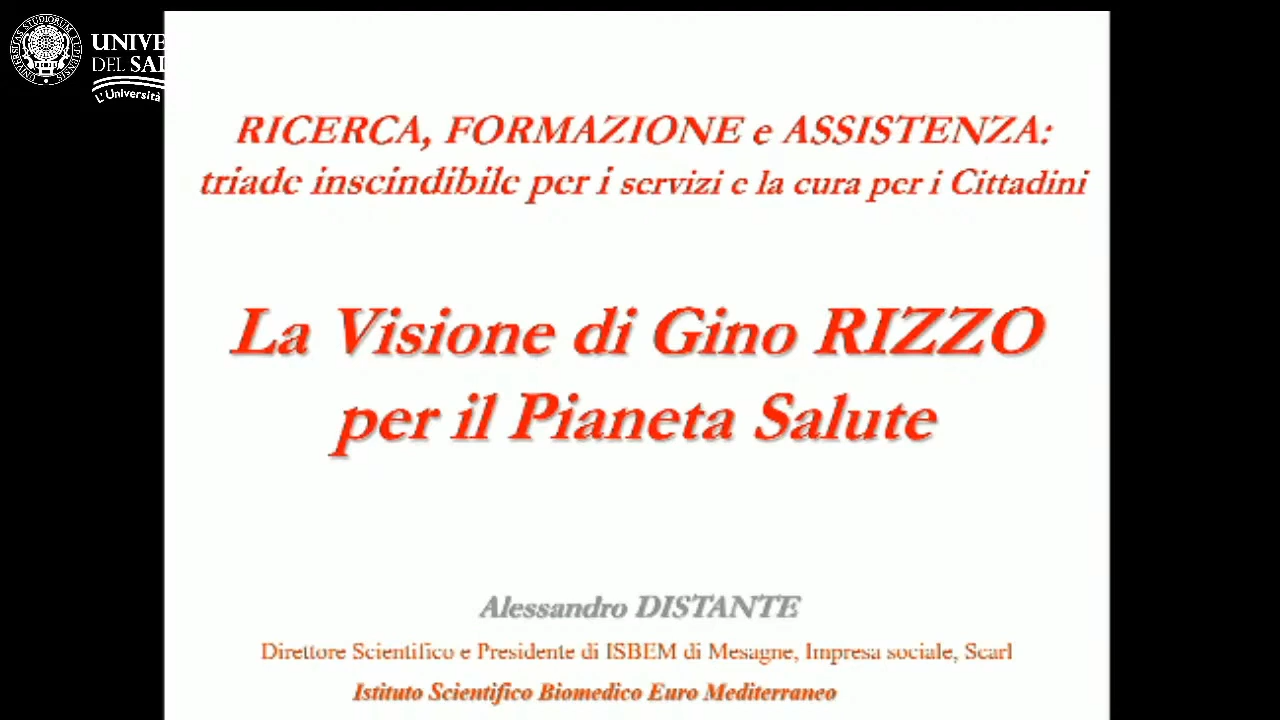 UNIVE
DEL SAL
L'Università
RICERCA, FORMAZIONE e ASSISTENZA:
triade inscindibile per i servizi e la cura per i Cittadini
La Visione di Gino RIZZO
per il Pianeta Salute
Alessandro DISTANTE
Direttore Scientifico e Presidente di ISBEM di Mesagne, Impresa sociale, Scarl
Istituto Scientifico Biomedico Euro Mediterraneo